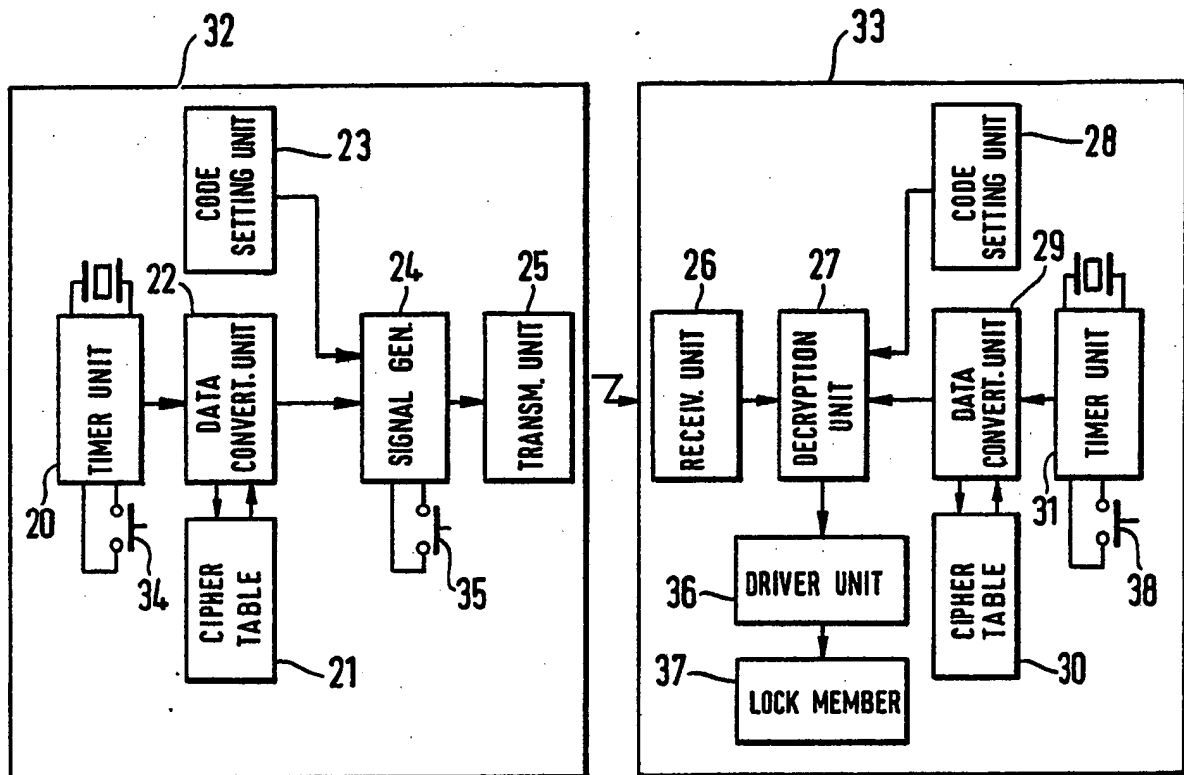 32
33
CODE
SETTING UNIT
23
CODE
SETTING UNIT
28
22
24
25
26
27
29
TIMER UNIT
DATA
CONVERT. UNIT
SIGNAL GEN.
TRANSM. UNIT
RECEIV. UNIT
DECRYPTION
UNIT
DATA
CONVERT. UNIT
TIMER UNIT
20
31
34
35
38
CIPHER
TABLE
21
36
DRIVER UNIT
CIPHER
TABLE
30
37
LOCK MEMBER